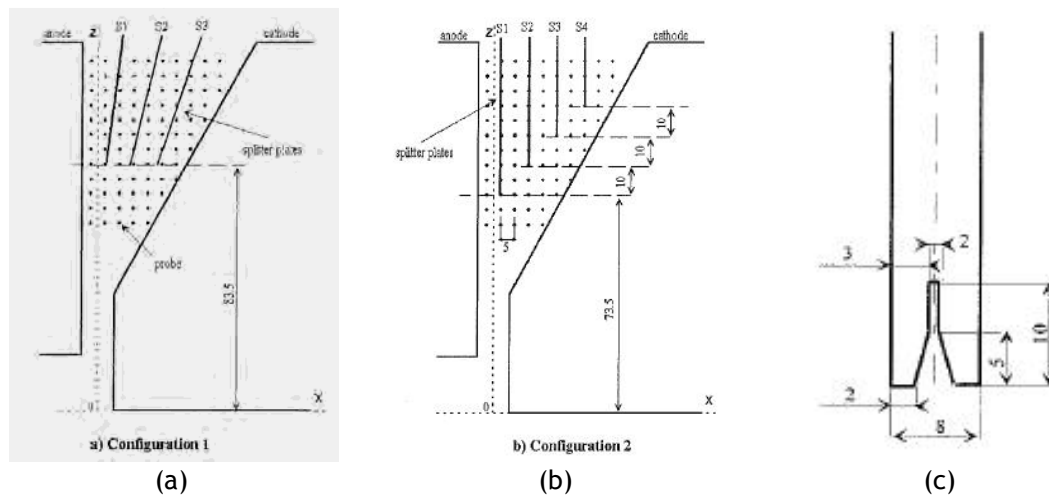 S1 S2 S3
anode z cathode
splitter plates
probe
83.5
0 x
a) Configuration 1
(a)
S1 S2 S3 S4
anode z cathode
splitter plates
10
10
10
5
73.5
0 X
b) Configuration 2
(b)
2
3
10
5
2
8
(c)